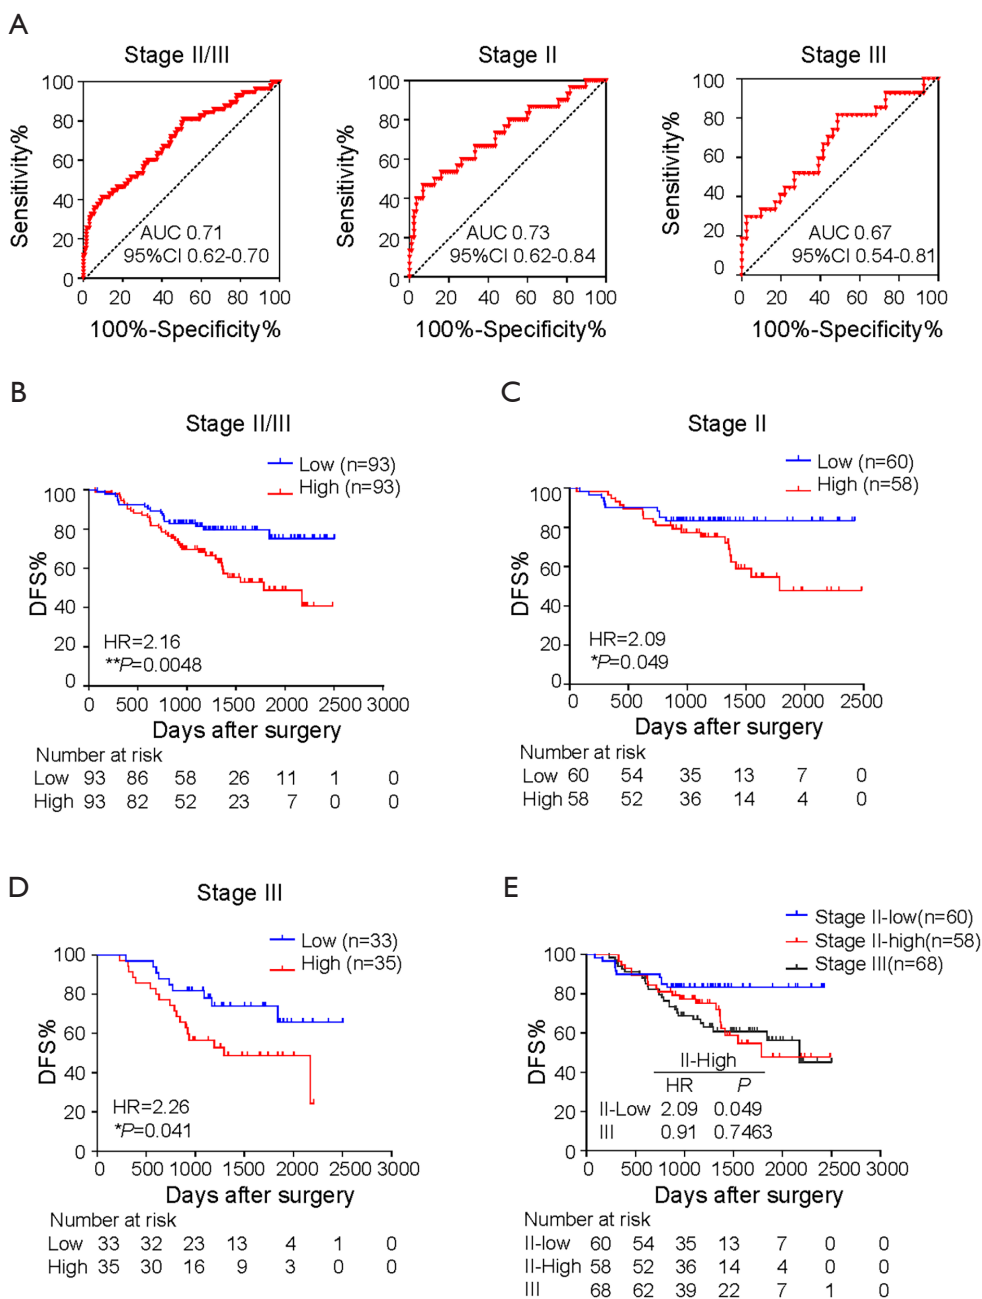 A
Stage II/III
Stage II
Stage III
Sensitivity%
100
80
60
40
20
0
AUC 0.71
95%CI 0.62-0.70
0 20 40 60 80 100
100%-Specificity%
Sensitivity%
100
80
60
40
20
0
AUC 0.73
95%CI 0.62-0.84
0 20 40 60 80 100
100%-Specificity%
Sensitivity%
100
80
60
40
20
0
AUC 0.67
95%CI 0.54-0.81
0 20 40 60 80 100
100%-Specificity%
B
Stage II/III
Low (n=93)
High (n=93)
DFS%
100
80
60
40
20
0
HR=2.16
**P=0.0048
0 500 1000 1500 2000 2500 3000
Days after surgery
Number at risk
Low 93 86 58 26 11 1 0
High 93 82 52 23 7 0 0
C
Stage II
Low (n=60)
High (n=58)
DFS%
100
80
60
40
20
0
HR=2.09
*P=0.049
0 500 1000 1500 2000 2500
Days after surgery
Number at risk
Low 60 54 35 13 7 0
High 58 52 36 14 4 0
D
Stage III
Low (n=33)
High (n=35)
DFS%
100
80
60
40
20
0
HR=2.26
*P=0.041
0 500 1000 1500 2000 2500 3000
Days after surgery
Number at risk
Low 33 32 23 13 4 1 0
High 35 30 16 9 3 0 0
E
Stage II-low(n=60)
Stage II-high(n=58)
Stage III(n=68)
DFS%
100
80
60
40
20
0
II-High
HR P
II-Low 2.09 0.049
III 0.91 0.7463
0 500 1000 1500 2000 2500 3000
Days after surgery
Number at risk
II-low 60 54 35 13 7 0 0
II-High 58 52 36 14 4 0 0
III 68 62 39 22 7 1 0